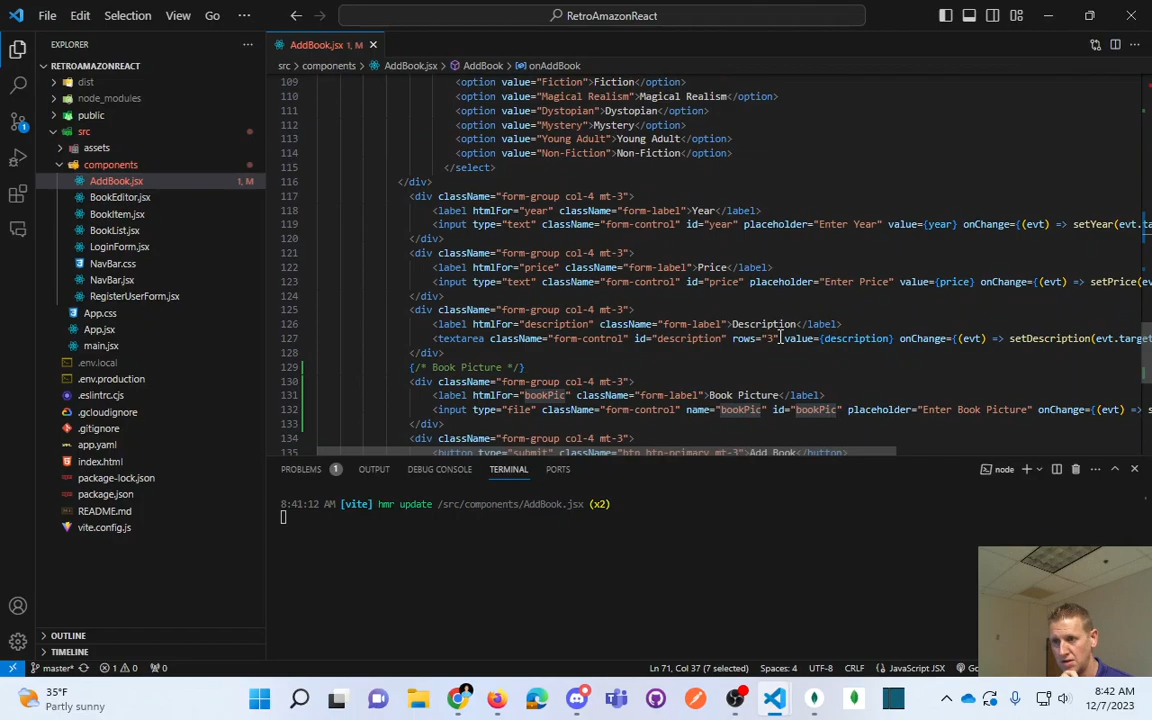 File Edit Selection View Go ··· RetroAmazonReact
EXPLORER ···
RETROAMAZONREACT
dist
node_modules
public
src
assets
components
AddBook.jsx 1, M
BookEditor.jsx
BookItem.jsx
BookList.jsx
LoginForm.jsx
NavBar.css
NavBar.jsx
RegisterUserForm.jsx
App.css
App.jsx
main.jsx
.env.local
.env.production
.eslintrc.cjs
.gcloudignore
.gitignore
app.yaml
index.html
package-lock.json
package.json
README.md
vite.config.js
OUTLINE
TIMELINE
AddBook.jsx 1, M
src > components > AddBook.jsx > AddBook > onAddBook
109 <option value="Fiction">Fiction</option>
110 <option value="Magical Realism">Magical Realism</option>
111 <option value="Dystopian">Dystopian</option>
112 <option value="Mystery">Mystery</option>
113 <option value="Young Adult">Young Adult</option>
114 <option value="Non-Fiction">Non-Fiction</option>
115 </select>
116 </div>
117 <div className="form-group col-4 mt-3">
118 <label htmlFor="year" className="form-label">Year</label>
119 <input type="text" className="form-control" id="year" placeholder="Enter Year" value={year} onChange={(evt) => setYear(evt.ta
120 </div>
121 <div className="form-group col-4 mt-3">
122 <label htmlFor="price" className="form-label">Price</label>
123 <input type="text" className="form-control" id="price" placeholder="Enter Price" value={price} onChange={(evt) => setPrice(ev
124 </div>
125 <div className="form-group col-4 mt-3">
126 <label htmlFor="description" className="form-label">Description</label>
127 <textarea className="form-control" id="description" rows="3" value={description} onChange={(evt) => setDescription(evt.target
128 </div>
129 {/* Book Picture */}
130 <div className="form-group col-4 mt-3">
131 <label htmlFor="bookPic" className="form-label">Book Picture</label>
132 <input type="file" className="form-control" name="bookPic" id="bookPic" placeholder="Enter Book Picture" onChange={(evt) => s
133 </div>
134 <div className="form-group col-4 mt-3">
135 <button type="submit" className="btn btn-primary mt-3">Add Book</button>
PROBLEMS 1 OUTPUT DEBUG CONSOLE TERMINAL PORTS node
8:41:12 AM [vite] hmr update /src/components/AddBook.jsx (x2)
master* 1 0 0 Ln 71, Col 37 (7 selected) Spaces: 4 UTF-8 CRLF JavaScript JSX
35°F
Partly sunny
8:42 AM
12/7/2023